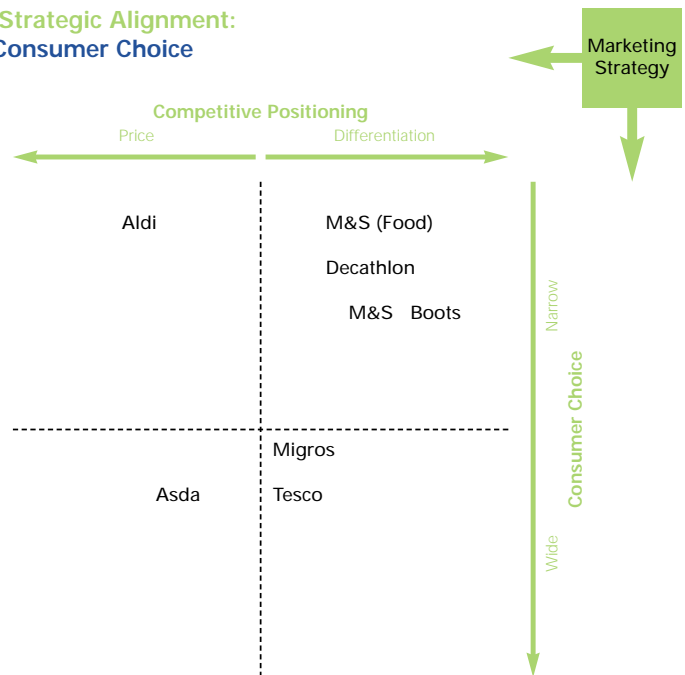 Strategic Alignment:
Consumer Choice
Marketing
Strategy
Competitive Positioning
Price Differentiation
Aldi M&S (Food)
Decathlon
M&S Boots
Narrow
Consumer Choice
Migros
Asda Tesco
Wide